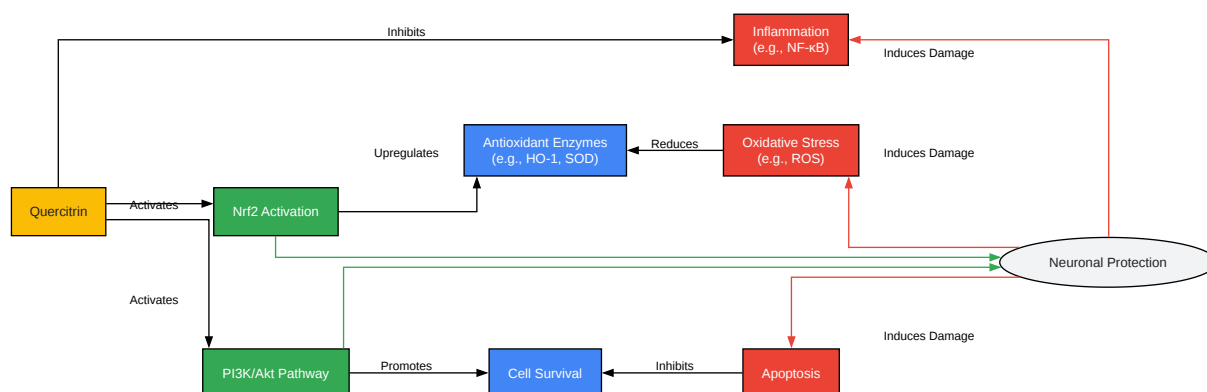 Inhibits
Inflammation
(e.g., NF-κB)
Induces Damage
Upregulates
Antioxidant Enzymes
(e.g., HO-1, SOD)
Reduces
Oxidative Stress
(e.g., ROS)
Induces Damage
Quercitrin
Activates
Nrf2 Activation
Neuronal Protection
Activates
Induces Damage
PI3K/Akt Pathway
Promotes
Cell Survival
Inhibits
Apoptosis